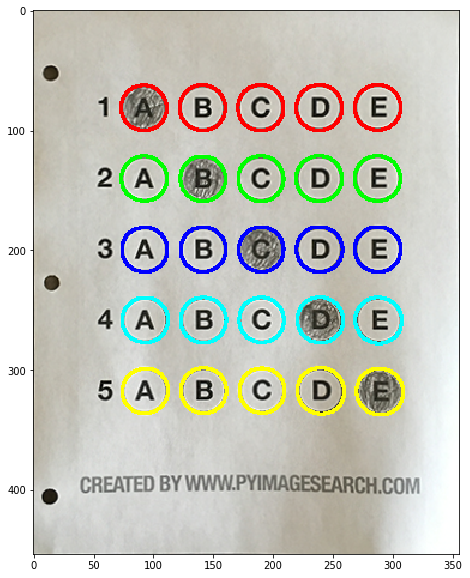 0
1 A B C D E
100
2 A B C D E
200
3 A B C D E
4 A B C D E
300
5 A B C D E
CREATED BY WWW.PYIMAGESEARCH.COM
400
0 50 100 150 200 250 300 350